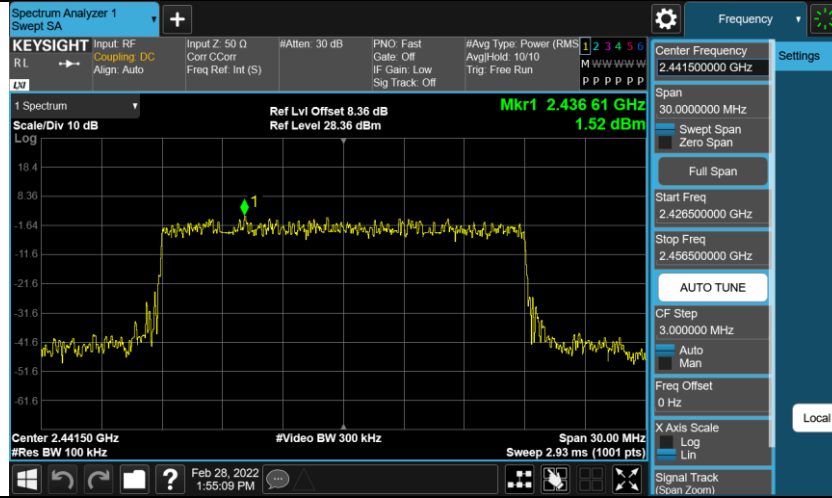 Spectrum Analyzer 1
Swept SA
+
Frequency
KEYSIGHT
RL
LXI
Input: RF
Coupling: DC
Align: Auto
Input Z: 50 Ω
Corr CCorr
Freq Ref: Int (S)
#Atten: 30 dB
PNO: Fast
Gate: Off
IF Gain: Low
Sig Track: Off
#Avg Type: Power (RMS
Avg|Hold: 10/10
Trig: Free Run
1 2 3 4 5 6
M W W W W W
P P P P P P
Center Frequency
2.441500000 GHz
Settings
1 Spectrum
Scale/Div 10 dB
Ref Lvl Offset 8.36 dB
Ref Level 28.36 dBm
Mkr1 2.436 61 GHz
1.52 dBm
Log
18.4
8.36
-1.64
-11.6
-21.6
-31.6
-41.6
-51.6
-61.6
1
Span
30.0000000 MHz
Swept Span
Zero Span
Full Span
Start Freq
2.426500000 GHz
Stop Freq
2.456500000 GHz
AUTO TUNE
CF Step
3.000000 MHz
Auto
Man
Freq Offset
0 Hz
X Axis Scale
Log
Lin
Signal Track
(Span Zoom)
Local
Center 2.44150 GHz
#Res BW 100 kHz
#Video BW 300 kHz
Span 30.00 MHz
Sweep 2.93 ms (1001 pts)
?
Feb 28, 2022
1:55:09 PM